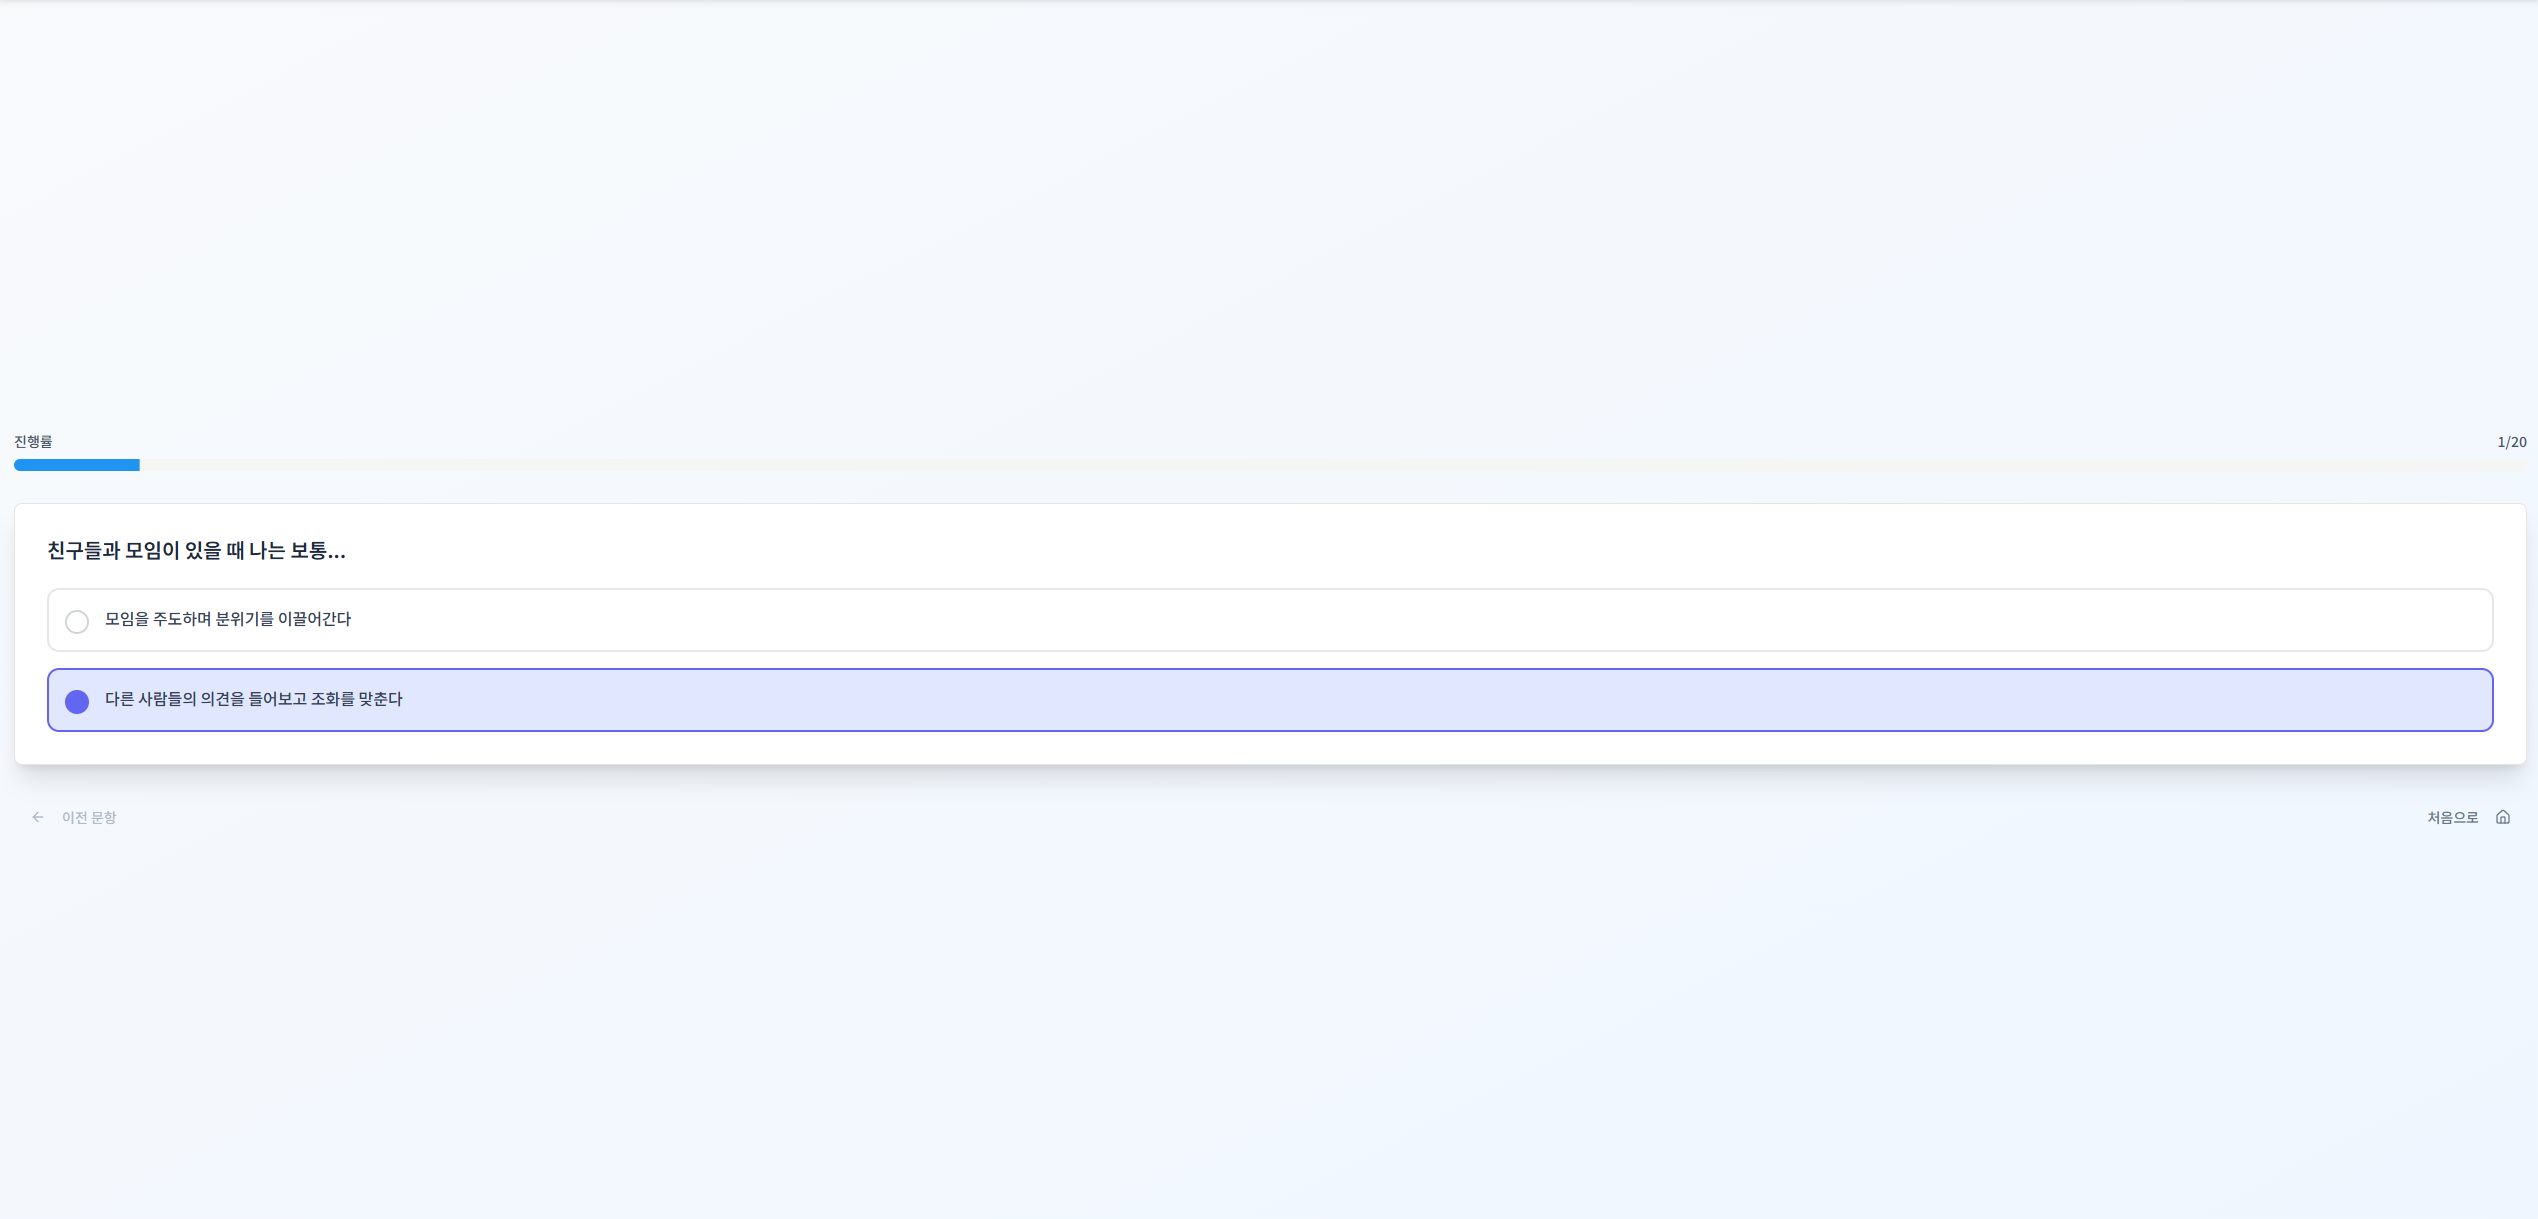 진행률
1/20
친구들과 모임이 있을 때 나는 보통...
모임을 주도하며 분위기를 이끌어간다
다른 사람들의 의견을 들어보고 조화를 맞춘다
이전 문항
처음으로